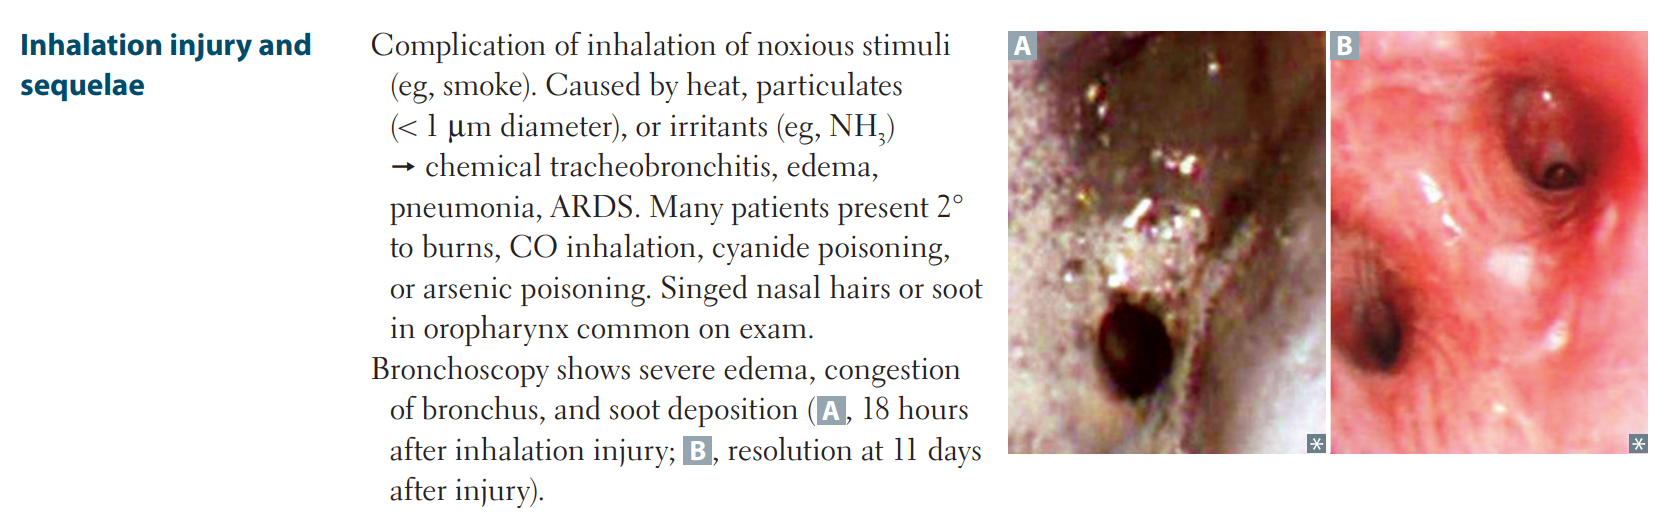 Inhalation injury and
sequelae
Complication of inhalation of noxious stimuli
(eg, smoke). Caused by heat, particulates
(< 1 μm diameter), or irritants (eg, NH₃)
→ chemical tracheobronchitis, edema,
pneumonia, ARDS. Many patients present 2°
to burns, CO inhalation, cyanide poisoning,
or arsenic poisoning. Singed nasal hairs or soot
in oropharynx common on exam.
Bronchoscopy shows severe edema, congestion
of bronchus, and soot deposition (A, 18 hours
after inhalation injury; B, resolution at 11 days
after injury).
A
B
*
*